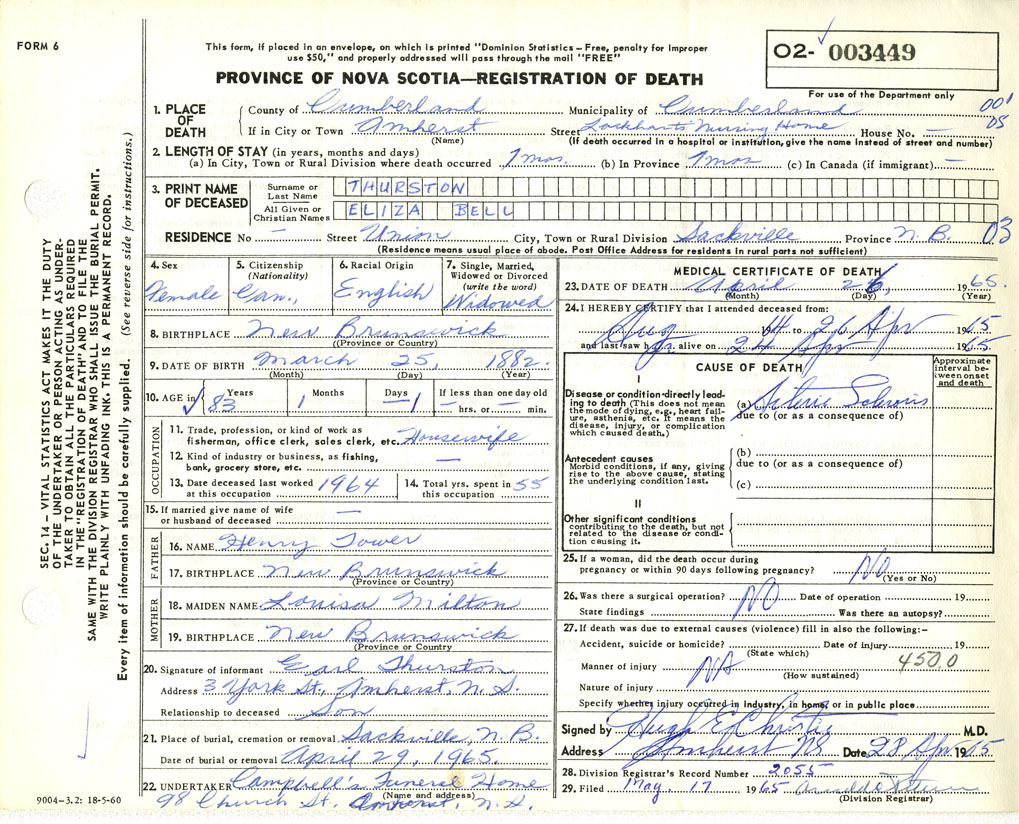 FORM 6
This form, if placed in an envelope, on which is printed "Dominion Statistics – Free, penalty for improper
use $50," and properly addressed will pass through the mail "FREE"
02- 003449
For use of the Department only
PROVINCE OF NOVA SCOTIA—REGISTRATION OF DEATH
1. PLACE OF DEATH County of Cumberland Municipality of Cumberland 001
If in City or Town Amherst Street Lockharts Nursing Home House No. — 05
(Name) (If death occurred in a hospital or institution, give the name instead of street and number)
2. LENGTH OF STAY (in years, months and days)
(a) In City, Town or Rural Division where death occurred 7 mos. (b) In Province 7 mos (c) In Canada (if immigrant) —
3. PRINT NAME OF DECEASED Surname or Last Name THURSTON
All Given or Christian Names ELIZA BELL
RESIDENCE No — Street Union City, Town or Rural Division Sackville Province N.B. 03
(Residence means usual place of abode. Post Office Address for residents in rural parts not sufficient)
4. Sex Female
5. Citizenship (Nationality) Can.,
6. Racial Origin English
7. Single, Married, Widowed or Divorced (write the word) Widowed
8. BIRTHPLACE New Brunswick
(Province or Country)
9. DATE OF BIRTH March 25, 1882.
(Month) (Day) (Year)
10. AGE in Years 83 Months 1 Days 1 If less than one day old
hrs. or min.
OCCUPATION
11. Trade, profession or kind of work as
fisherman, office clerk, sales clerk, etc. Housewife
12. Kind of industry or business, as fishing,
bank, grocery store, etc. —
13. Date deceased last worked at this occupation 1964 14. Total yrs. spent in this occupation 55
15. If married give name of wife
or husband of deceased —
FATHER
16. NAME Henry Tower
17. BIRTHPLACE New Brunswick
(Province or County)
MOTHER
18. MAIDEN NAME Louisa Milton
19. BIRTHPLACE New Brunswick
(Province or Country
20. Signature of informant Earl Thurston
Address 3 York St., Amherst, N.S.
Relationship to deceased Son
21. Place of burial, cremation or removal Sackville, N.B.
Date of burial or removal April 29, 1965.
22. UNDERTAKER Campbell's Funeral Home
(Name and address)
98 Church St. Amherst, N.S.
9004—3.2: 18-5-60
MEDICAL CERTIFICATE OF DEATH
23. DATE OF DEATH April 26, 1965.
(Month) (Day) (Year)
24. I HEREBY CERTIFY that I attended deceased from:
Aug 1964 to 26 Apr 1965
and last saw h alive on 24 Apr 1965
CAUSE OF DEATH
Approximate interval between onset and death
I
Disease or condition directly leading to death (This does not mean
the mode of dying, e.g., heart failure, asthma, etc. It means the
disease, injury, or complication
which caused death.)
(a)
due to (or as a consequence of)
Antecedent causes
Morbid conditions, if any, giving
rise to the above cause, stating
the underlying condition last.
(b)
due to (or as a consequence of)
(c)
II
Other significant conditions
contributing to the death, but not
related to the disease or condition causing it.
25. If a woman, did the death occur during
pregnancy or within 90 days following pregnancy? NO
(Yes or No)
26. Was there a surgical operation? NO Date of operation 19
State findings Was there an autopsy?
27. If death was due to external causes (violence) fill in also the following:–
Accident, suicide or homicide? Date of injury 19
(State which) 450.0
Manner of injury NA
(How sustained)
Nature of injury
Specify whether injury occurred in industry, in home, or in public place
Signed by Hugh E. Christie M.D.
Address Amherst NS Date 28 Apr 1965
28. Division Registrar's Record Number 2055
29. Filed May 17 1965
(Division Registrar)
SEC. 14 – VITAL STATISTICS ACT MAKES IT THE DUTY
OF THE UNDERTAKER OR PERSON ACTING AS UNDERTAKER TO OBTAIN ALL THE PARTICULARS REQUIRED
IN THE "REGISTRATION OF DEATH" AND TO FILE THE
SAME WITH THE DIVISION REGISTRAR WHO SHALL ISSUE THE BURIAL PERMIT.
WRITE PLAINLY WITH UNFADING INK. THIS IS A PERMANENT RECORD.
Every item of information should be carefully supplied. (See reverse side for instructions.)